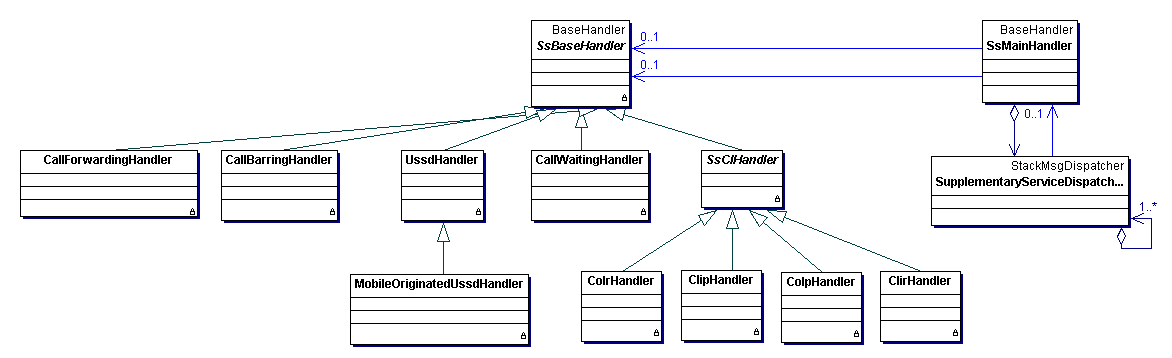 BaseHandler
SsBaseHandler
0..1
0..1
BaseHandler
SsMainHandler
0..1
CallForwardingHandler
CallBarringHandler
UssdHandler
CallWaitingHandler
SsClHandler
StackMsgDispatcher
SupplementaryServiceDispatch...
1..*
MobileOriginatedUssdHandler
ColrHandler
ClipHandler
ColpHandler
ClirHandler